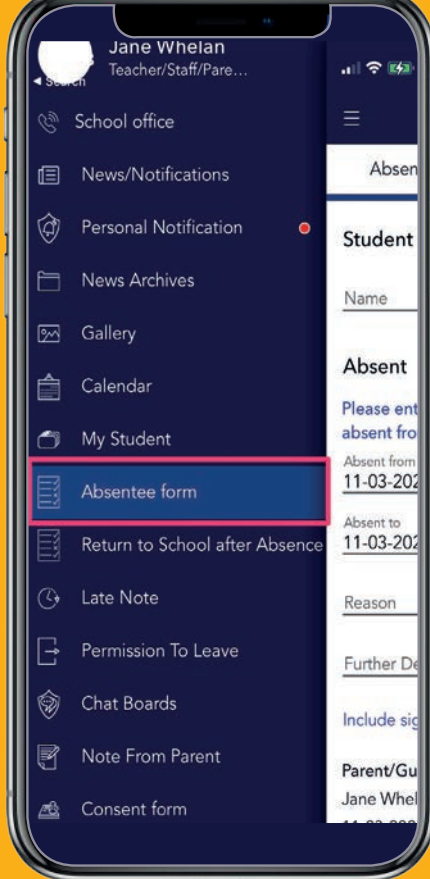 Jane Whelan
Teacher/Staff/Pare...
School office
News/Notifications
Personal Notification
News Archives
Gallery
Calendar
My Student
Absentee form
Return to School after Absence
Late Note
Permission To Leave
Chat Boards
Note From Parent
Consent form
Absen
Student
Name
Absent
Please ent
absent fro
Absent from
11-03-202
Absent to
11-03-202
Reason
Further De
Include sig
Parent/Gu
Jane Whel